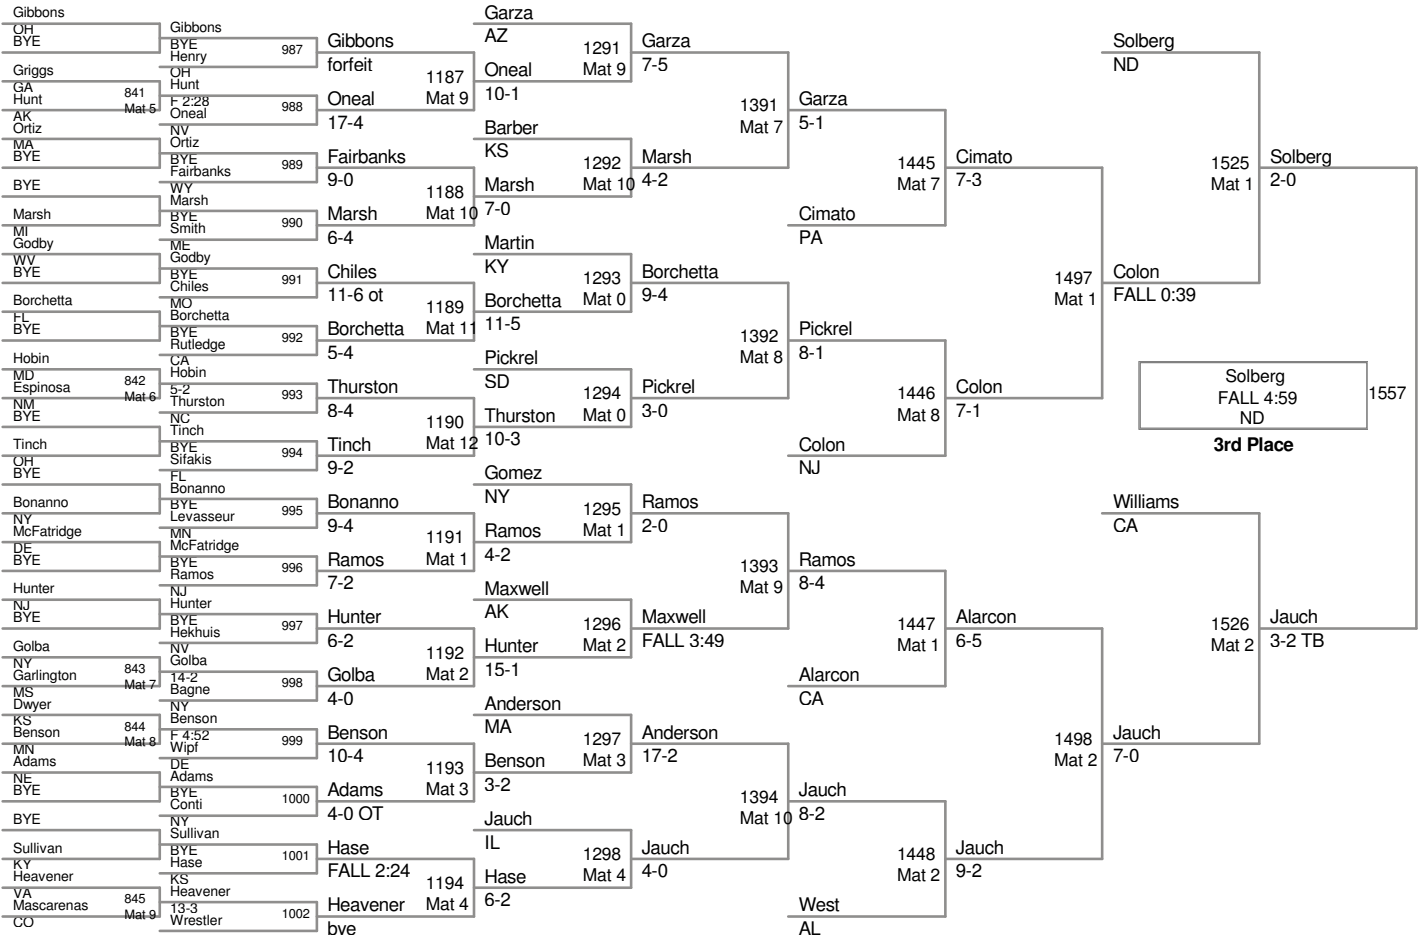 Gibbons
OH
BYE
Griggs
GA
Hunt
AK
Ortiz
MA
BYE
BYE
Marsh
MI
Godby
WV
BYE
Borchetta
FL
BYE
Hobin
MD
Espinosa
NM
BYE
Tinch
OH
BYE
Bonanno
NY
McFatridge
DE
BYE
Hunter
NJ
BYE
Golba
NY
Garlington
MS
Dwyer
KS
Benson
MN
Adams
NE
BYE
BYE
Sullivan
KY
Heavener
VA
Mascarenas
CO
841
Mat 5
842
Mat 6
843
Mat 7
844
Mat 8
845
Mat 9
Gibbons
BYE
Henry
OH
Hunt
F 2:28
Oneal
NV
Ortiz
BYE
Fairbanks
WY
Marsh
BYE
Smith
ME
Godby
BYE
Chiles
MO
Borchetta
BYE
Rutledge
CA
Hobin
5-2
Thurston
NC
Tinch
BYE
Sifakis
FL
Bonanno
BYE
Levasseur
MN
McFatridge
BYE
Ramos
NJ
Hunter
BYE
Hekhuis
NV
Golba
14-2
Bagne
NY
Benson
F 4:52
Wipf
DE
Adams
BYE
Conti
NY
Sullivan
BYE
Hase
KS
Heavener
13-3
Wrestler
987
988
989
990
991
992
993
994
995
996
997
998
999
1000
1001
1002
Gibbons
forfeit
Oneal
17-4
Fairbanks
9-0
Marsh
6-4
Chiles
11-6 ot
Borchetta
5-4
Thurston
8-4
Tinch
9-2
Bonanno
9-4
Ramos
7-2
Hunter
6-2
Golba
4-0
Benson
10-4
Adams
4-0 OT
Hase
FALL 2:24
Heavener
bye
1187
Mat 9
1188
Mat 10
1189
Mat 11
1190
Mat 12
1191
Mat 1
1192
Mat 2
1193
Mat 3
1194
Mat 4
Garza
AZ
Oneal
10-1
Barber
KS
Marsh
7-0
Martin
KY
Borchetta
11-5
Pickrel
SD
Thurston
10-3
Gomez
NY
Ramos
4-2
Maxwell
AK
Hunter
15-1
Anderson
MA
Benson
3-2
Jauch
IL
Hase
6-2
1291
Mat 9
1292
Mat 10
1293
Mat 0
1294
Mat 0
1295
Mat 1
1296
Mat 2
1297
Mat 3
1298
Mat 4
Garza
7-5
Marsh
4-2
Borchetta
9-4
Pickrel
3-0
Ramos
2-0
Maxwell
FALL 3:49
Anderson
17-2
Jauch
4-0
1391
Mat 7
1392
Mat 8
1393
Mat 9
1394
Mat 10
Garza
5-1
Cimato
PA
Pickrel
8-1
Colon
NJ
Ramos
8-4
Alarcon
CA
Jauch
8-2
West
AL
1445
Mat 7
1446
Mat 8
1447
Mat 1
1448
Mat 2
Cimato
7-3
Colon
7-1
Alarcon
6-5
Jauch
9-2
1497
Mat 1
1498
Mat 2
Solberg
ND
Colon
FALL 0:39
Williams
CA
Jauch
7-0
1525
Mat 1
1526
Mat 2
Solberg
2-0
Jauch
3-2 TB
Solberg
FALL 4:59
ND
1557
3rd Place